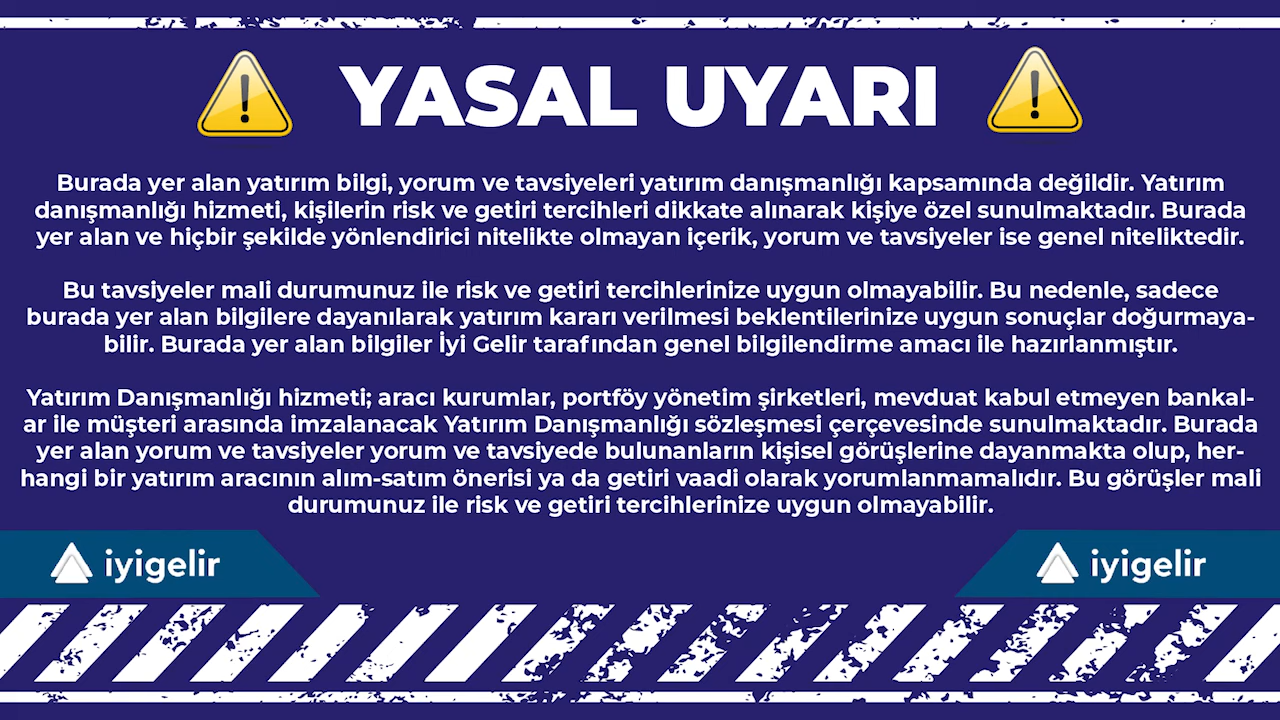 YASAL UYARI
Burada yer alan yatırım bilgi, yorum ve tavsiyeleri yatırım danışmanlığı kapsamında değildir. Yatırım
danışmanlığı hizmeti, kişilerin risk ve getiri tercihleri dikkate alınarak kişiye özel sunulmaktadır. Burada
yer alan ve hiçbir şekilde yönlendirici nitelikte olmayan içerik, yorum ve tavsiyeler ise genel niteliktedir.
Bu tavsiyeler mali durumunuz ile risk ve getiri tercihlerinize uygun olmayabilir. Bu nedenle, sadece
burada yer alan bilgilere dayanılarak yatırım kararı verilmesi beklentilerinize uygun sonuçlar doğurmaya-
bilir. Burada yer alan bilgiler İyi Gelir tarafından genel bilgilendirme amacı ile hazırlanmıştır.
Yatırım Danışmanlığı hizmeti; aracı kurumlar, portföy yönetim şirketleri, mevduat kabul etmeyen bankal-
ar ile müşteri arasında imzalanacak Yatırım Danışmanlığı sözleşmesi çerçevesinde sunulmaktadır. Burada
yer alan yorum ve tavsiyeler yorum ve tavsiyede bulunanların kişisel görüşlerine dayanmakta olup, her-
hangi bir yatırım aracının alım-satım önerisi ya da getiri vaadi olarak yorumlanmamalıdır. Bu görüşler mali
durumunuz ile risk ve getiri tercihlerinize uygun olmayabilir.
iyigelir
iyigelir